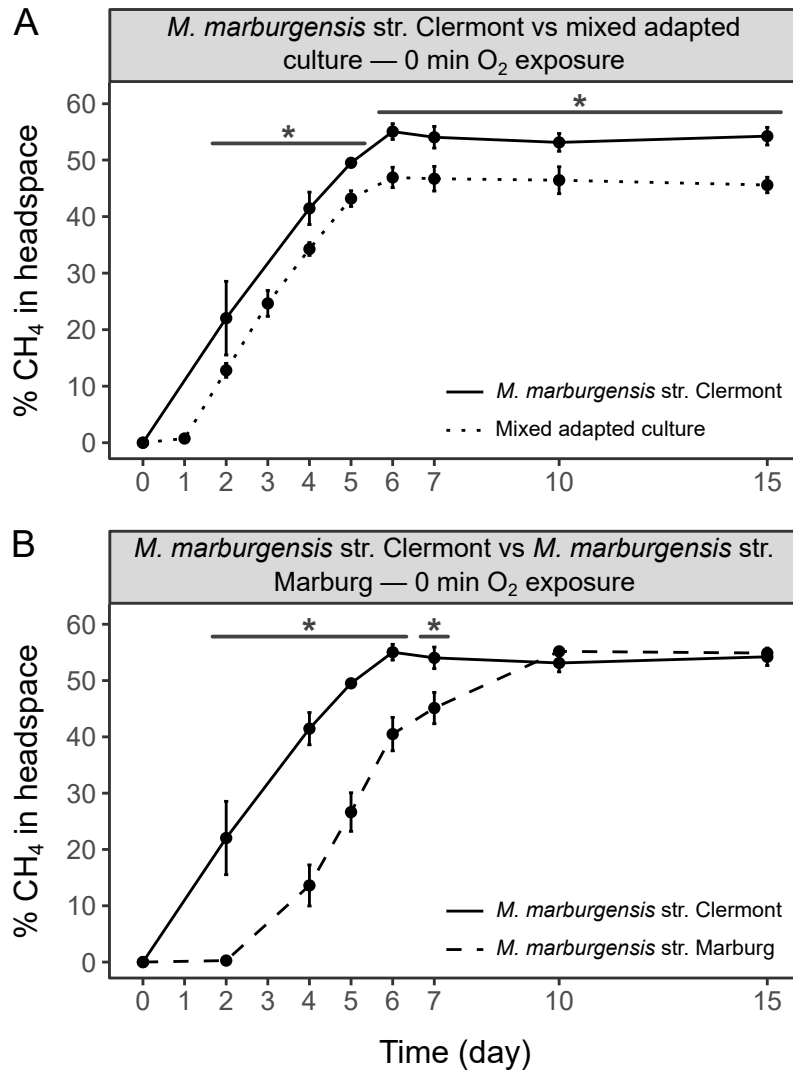 A
M. marburgensis str. Clermont vs mixed adapted
culture — 0 min O₂ exposure
% CH₄ in headspace
60
50
40
30
20
10
0
*
*
M. marburgensis str. Clermont
Mixed adapted culture
0 1 2 3 4 5 6 7 10 15
B
M. marburgensis str. Clermont vs M. marburgensis str.
Marburg — 0 min O₂ exposure
% CH₄ in headspace
60
50
40
30
20
10
0
*
*
M. marburgensis str. Clermont
M. marburgensis str. Marburg
0 1 2 3 4 5 6 7 10 15
Time (day)